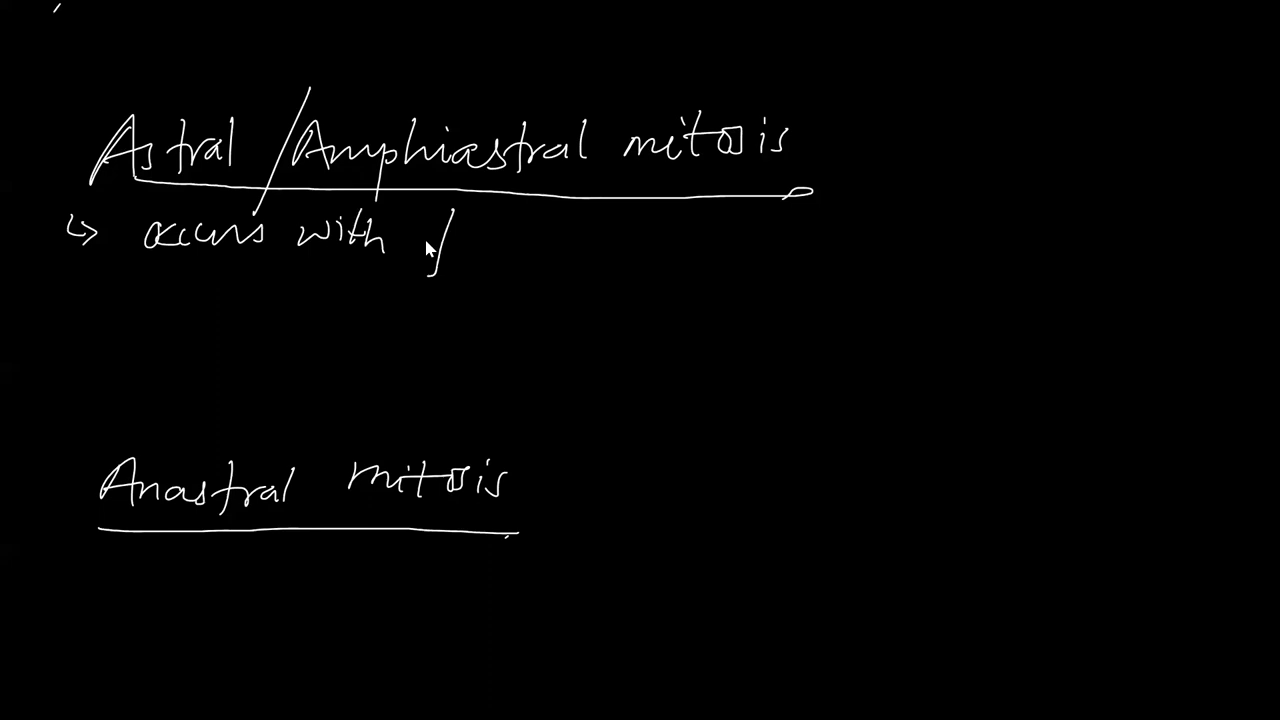 Astral / Amphiastral mitosis
↳ occurs with
Anastral mitosis